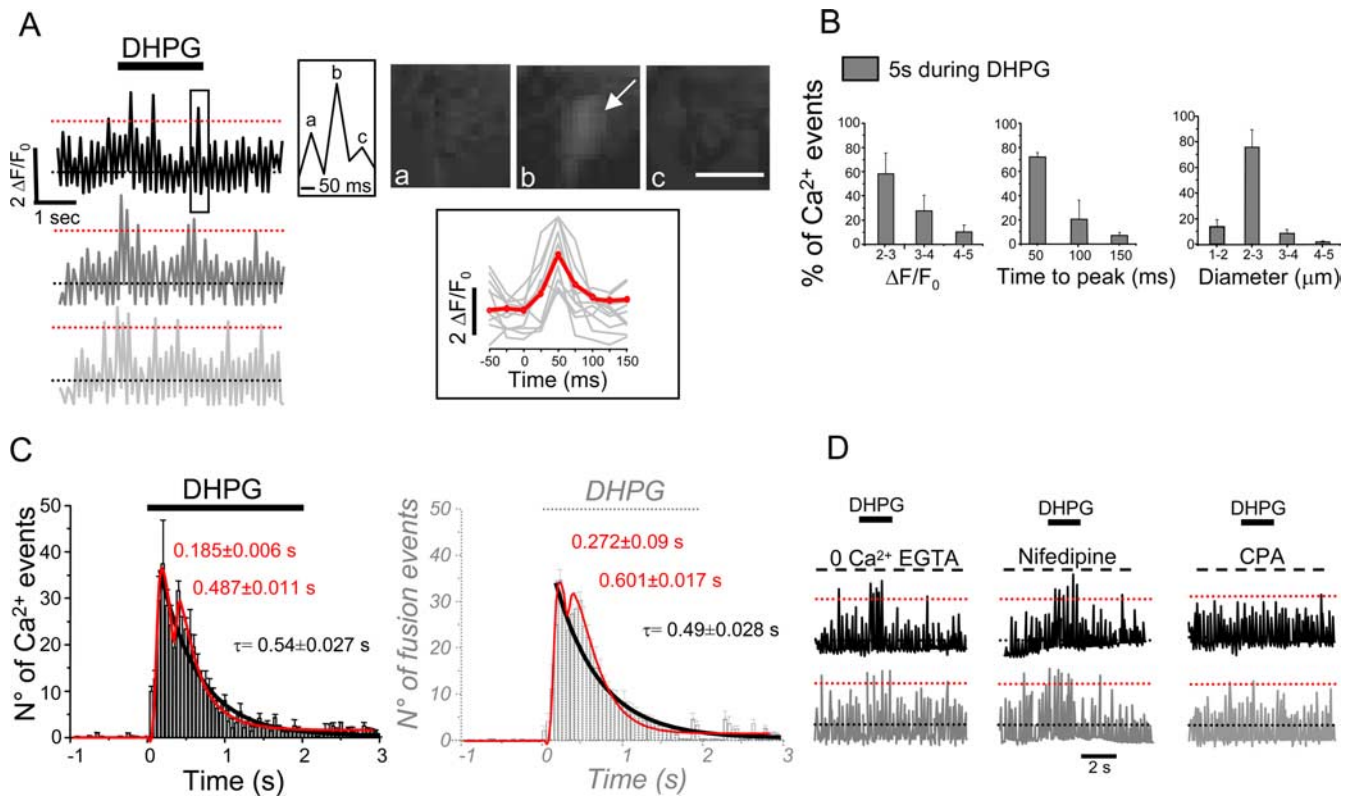 A
DHPG
2 ΔF/F0
1 sec
a
b
c
50 ms
a
b
c
2 ΔF/F0
-50 0 50 100 150
Time (ms)
B
5s during DHPG
% of Ca2+ events
100
80
60
40
20
0
2-3 3-4 4-5
ΔF/F0
100
80
60
40
20
0
50 100 150
Time to peak (ms)
100
80
60
40
20
0
1-2 2-3 3-4 4-5
Diameter (μm)
C
DHPG
N° of Ca2+ events
50
40
30
20
10
0
0.185±0.006 s
0.487±0.011 s
τ= 0.54±0.027 s
-1 0 1 2 3
Time (s)
DHPG
N° of fusion events
50
40
30
20
10
0
0.272±0.09 s
0.601±0.017 s
τ= 0.49±0.028 s
-1 0 1 2 3
Time (s)
D
DHPG
0 Ca2+ EGTA
DHPG
Nifedipine
DHPG
CPA
2 s